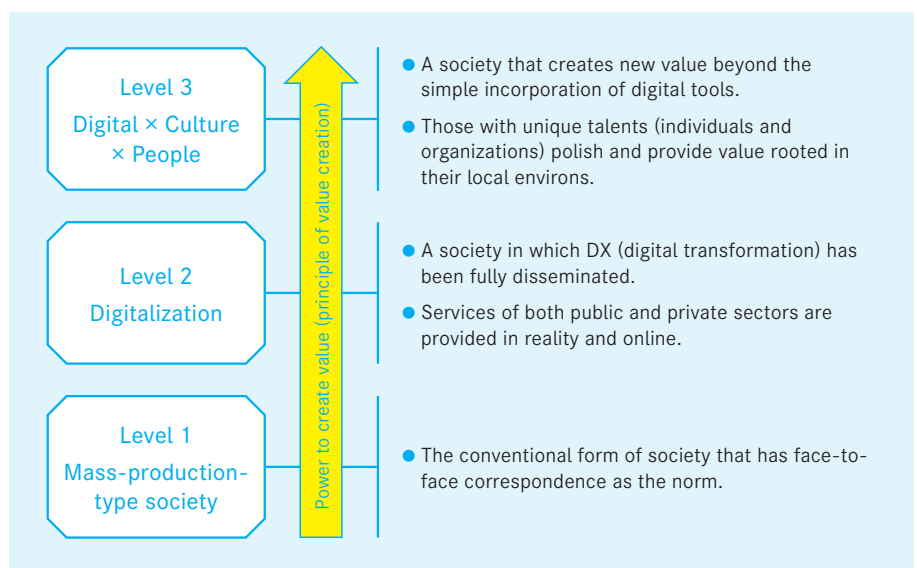 Level 3
Digital × Culture
× People
● A society that creates new value beyond the
simple incorporation of digital tools.
● Those with unique talents (individuals and
organizations) polish and provide value rooted in
their local environs.
Level 2
Digitalization
● A society in which DX (digital transformation) has
been fully disseminated.
● Services of both public and private sectors are
provided in reality and online.
Level 1
Mass-production-
type society
● The conventional form of society that has face-to-
face correspondence as the norm.
Power to create value (principle of value creation)